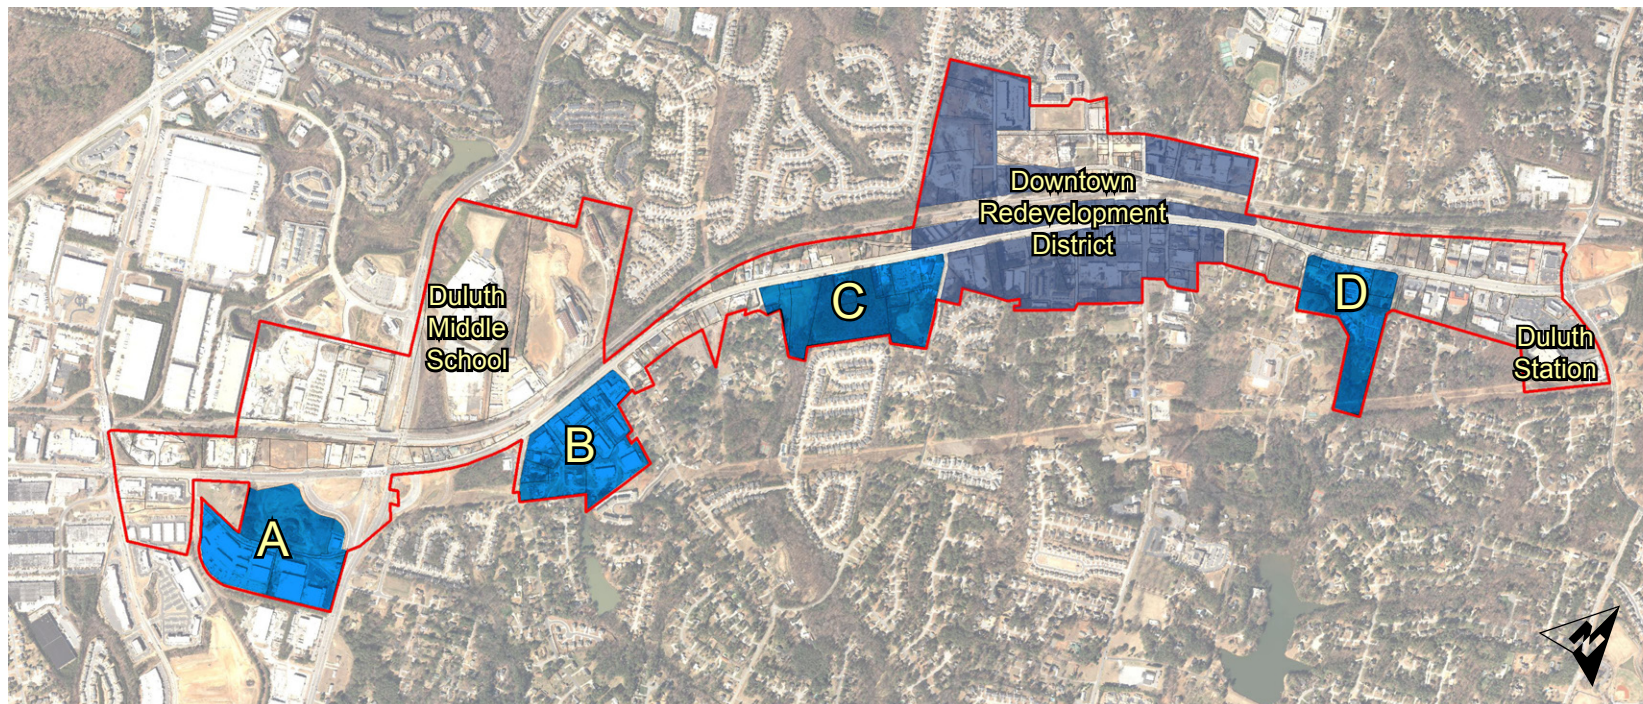 Downtown
Redevelopment
District
Duluth
Middle
School
C
D
Duluth
Station
B
A
N